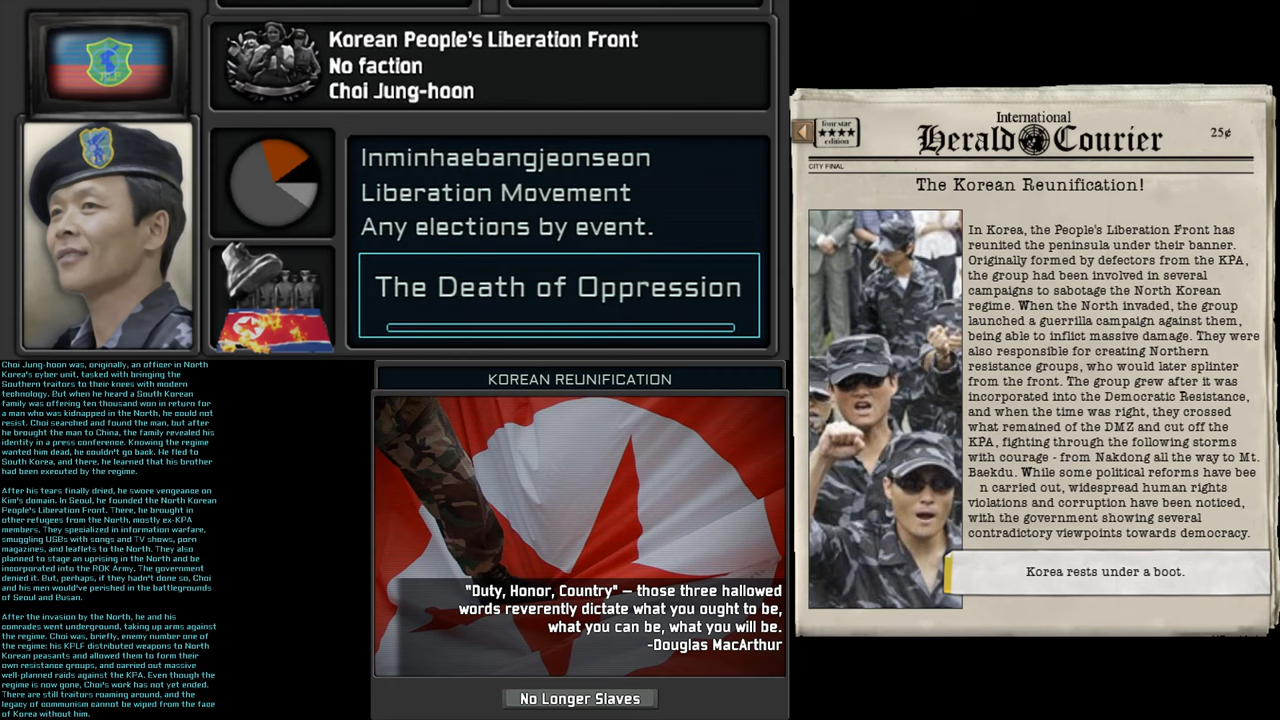 Korean People's Liberation Front
No faction
Choi Jung-hoon
Inminhaebangjeonseon
Liberation Movement
Any elections by event.
The Death of Oppression
Choi Jung-hoon was, originally, an officer in North
Korea's cyber unit, tasked with bringing the
Southern traitors to their knees with modern
technology. But when he heard a South Korean
family was offering ten thousand won in return for
a man who was kidnapped in the North, he could not
resist. Choi searched and found the man, but after
he brought the man to China, the family revealed his
identity in a press conference. Knowing the regime
wanted him dead, he couldn't go back. He fled to
South Korea, and there, he learned that his brother
had been executed by the regime.
After his tears finally dried, he swore vengeance on
Kim's domain. In Seoul, he founded the North Korean
People's Liberation Front. There, he brought in
other refugees from the North, mostly ex-KPA
members. They specialized in information warfare,
smuggling USBs with songs and TV shows, porn
magazines, and leaflets to the North. They also
planned to stage an uprising in the North and be
incorporated into the ROK Army. The government
denied it. But, perhaps, if they hadn't done so, Choi
and his men would've perished in the battlegrounds
of Seoul and Busan.
After the invasion by the North, he and his
comrades went underground, taking up arms against
the regime. Choi was, briefly, enemy number one of
the regime: his KPLF distributed weapons to North
Korean peasants and allowed them to form their
own resistance groups, and carried out massive
well-planned raids against the KPA. Even though the
regime is now gone, Choi's work has not yet ended.
There are still traitors roaming around, and the
legacy of communism cannot be wiped from the face
of Korea without him.
KOREAN REUNIFICATION
"Duty, Honor, Country" — those three hallowed
words reverently dictate what you ought to be,
what you can be, what you will be.
-Douglas MacArthur
No Longer Slaves
four star
edition
International
Herald Courier
25¢
CITY FINAL
The Korean Reunification!
In Korea, the People's Liberation Front has
reunited the peninsula under their banner.
Originally formed by defectors from the KPA,
the group had been involved in several
campaigns to sabotage the North Korean
regime. When the North invaded, the group
launched a guerrilla campaign against them,
being able to inflict massive damage. They were
also responsible for creating Northern
resistance groups, who would later splinter
from the front. The group grew after it was
incorporated into the Democratic Resistance,
and when the time was right, they crossed
what remained of the DMZ and cut off the
KPA, fighting through the following storms
with courage - from Nakdong all the way to Mt.
Baekdu. While some political reforms have bee
n carried out, widespread human rights
violations and corruption have been noticed,
with the government showing several
contradictory viewpoints towards democracy.
Korea rests under a boot.